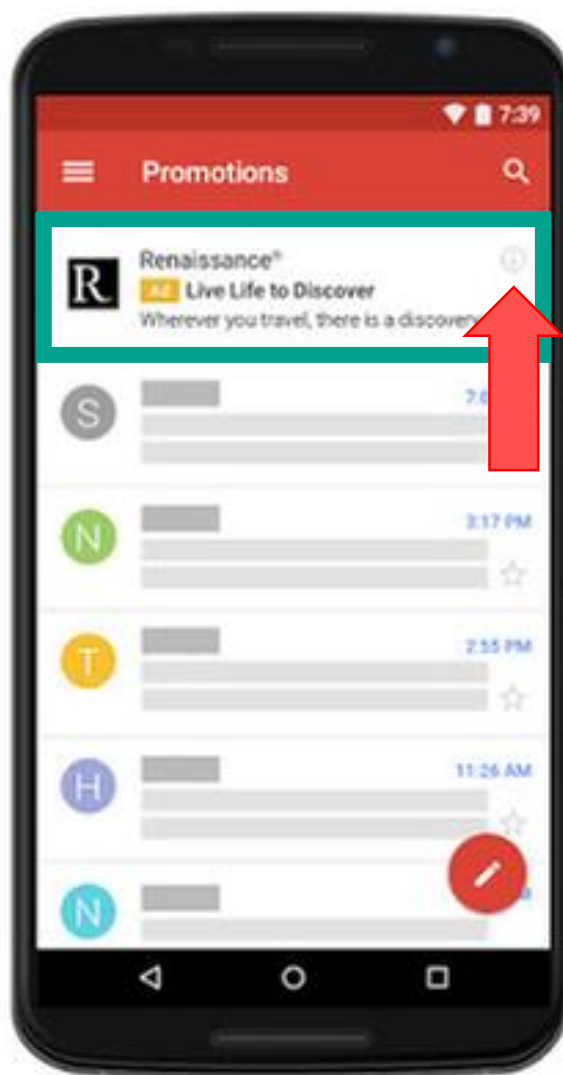 7:39
Promotions
R
Renaissance®
Ad Live Life to Discover
Wherever you travel, there is a discovery
S
N
3:17 PM
T
2:55 PM
H
11:26 AM
N